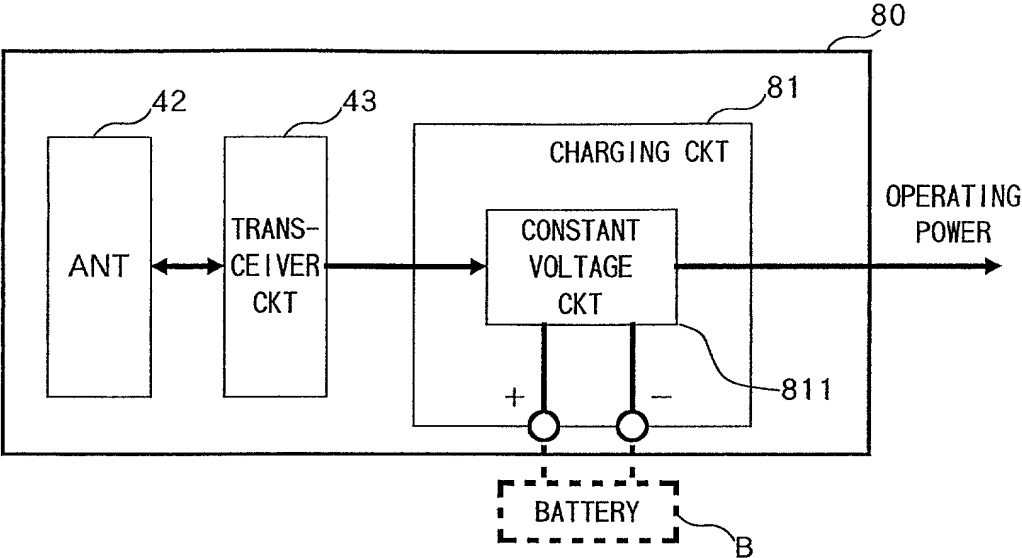 80
42
43
81
CHARGING CKT
OPERATING
POWER
ANT
TRANS-
CEIVER
CKT
CONSTANT
VOLTAGE
CKT
811
+
−
BATTERY
B